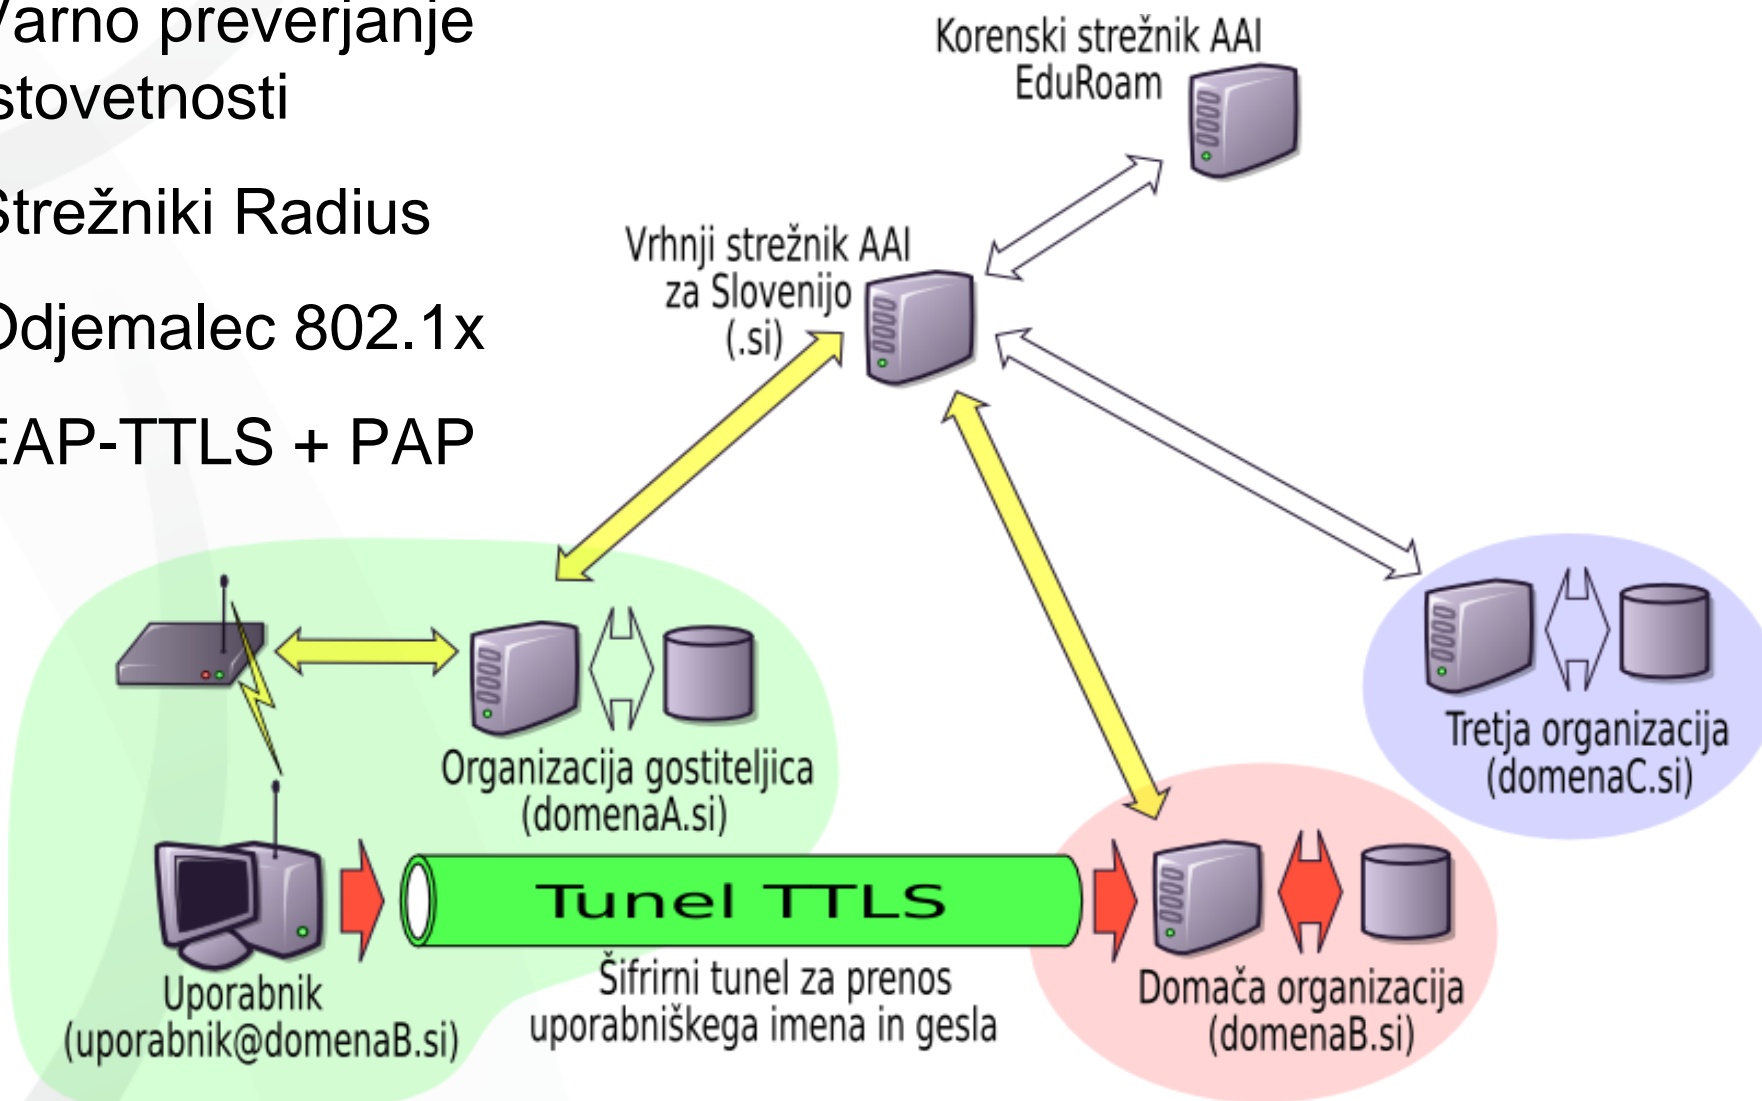 Varno preverjanje
stovetnosti
Strežniki Radius
Odjemalec 802.1x
EAP-TTLS + PAP
Korenski strežnik AAI
EduRoam
Vrhnji strežnik AAI
za Slovenijo
(.si)
Organizacija gostiteljica
(domenaA.si)
Tretja organizacija
(domenaC.si)
Tunel TTLS
Šifrirni tunel za prenos
uporabniškega imena in gesla
Uporabnik
(uporabnik@domenaB.si)
Domača organizacija
(domenaB.si)